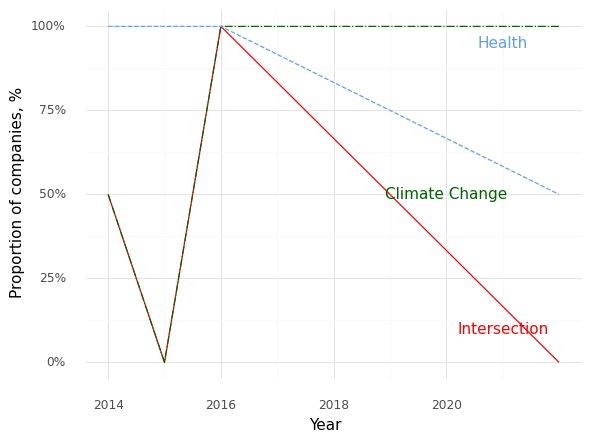 100%
Health
75%
Proportion of companies, %
50%
Climate Change
25%
Intersection
0%
2014 2016 2018 2020
Year